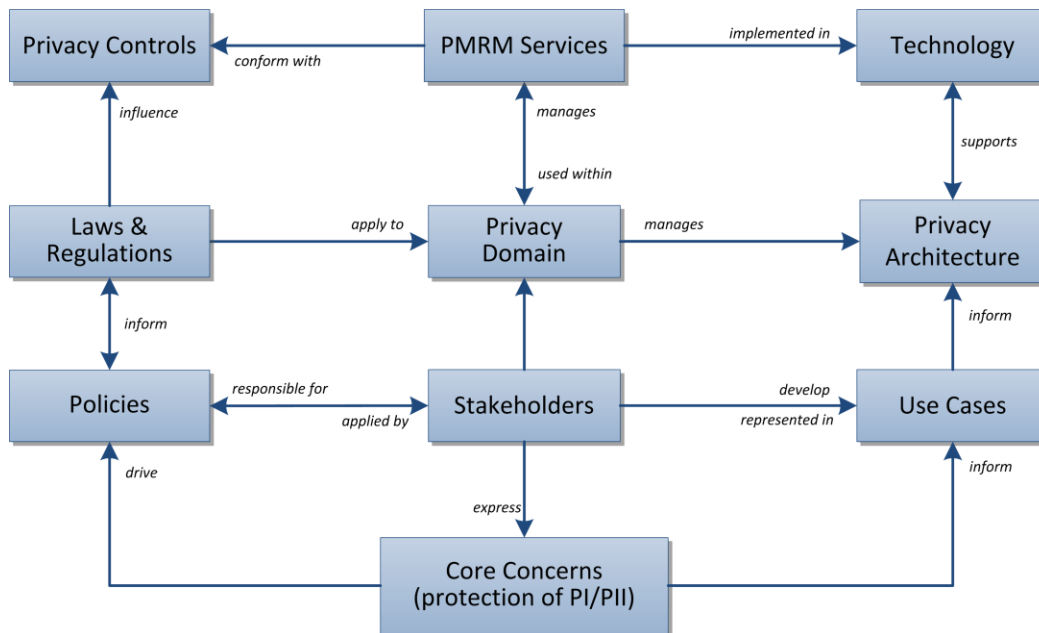 Privacy Controls
PMRM Services
Technology
implemented in
conform with
influence
manages
supports
used within
Laws &
Regulations
apply to
Privacy
Domain
manages
Privacy
Architecture
inform
inform
Policies
responsible for
applied by
Stakeholders
develop
represented in
Use Cases
drive
inform
express
Core Concerns
(protection of PI/PII)